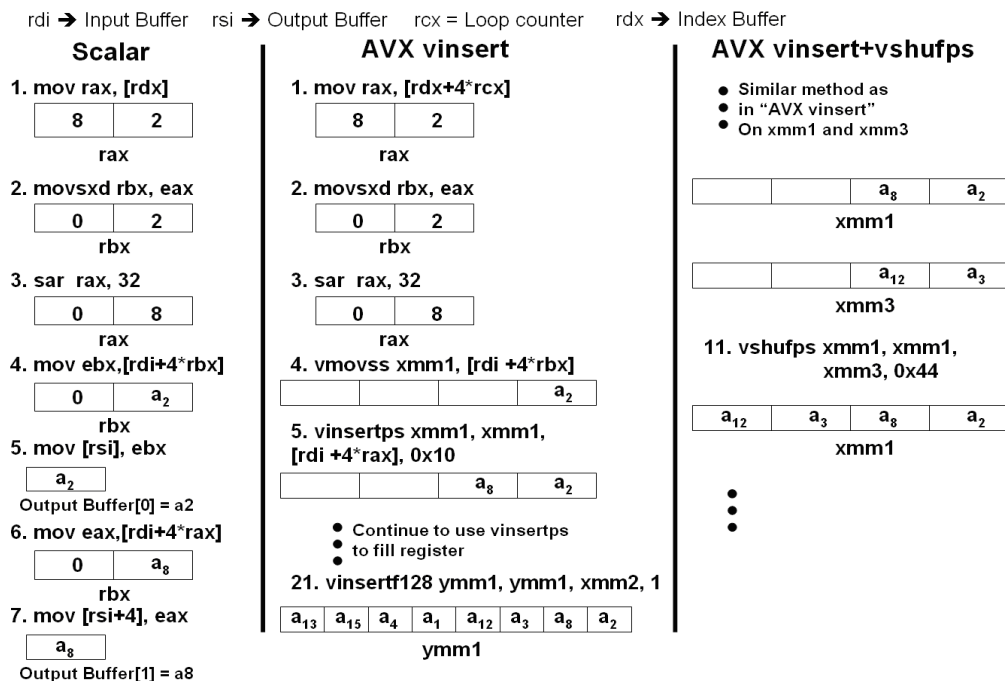 rdi ➔ Input Buffer rsi ➔ Output Buffer rcx = Loop counter rdx ➔ Index Buffer
Scalar
1. mov rax, [rdx]
8 2
rax
2. movsxd rbx, eax
0 2
rbx
3. sar rax, 32
0 8
rax
4. mov ebx,[rdi+4*rbx]
0 a2
rbx
5. mov [rsi], ebx
a2
Output Buffer[0] = a2
6. mov eax,[rdi+4*rax]
0 a8
rbx
7. mov [rsi+4], eax
a8
Output Buffer[1] = a8
AVX vinsert
1. mov rax, [rdx+4*rcx]
8 2
rax
2. movsxd rbx, eax
0 2
rbx
3. sar rax, 32
0 8
rax
4. vmovss xmm1, [rdi +4*rbx]
a2
5. vinsertps xmm1, xmm1,
[rdi +4*rax], 0x10
a8 a2
• Continue to use vinsertps
• to fill register
•
21. vinsertf128 ymm1, ymm1, xmm2, 1
a13 a15 a4 a1 a12 a3 a8 a2
ymm1
AVX vinsert+vshufps
• Similar method as
• in “AVX vinsert”
• On xmm1 and xmm3
a8 a2
xmm1
a12 a3
xmm3
11. vshufps xmm1, xmm1,
xmm3, 0x44
a12 a3 a8 a2
xmm1